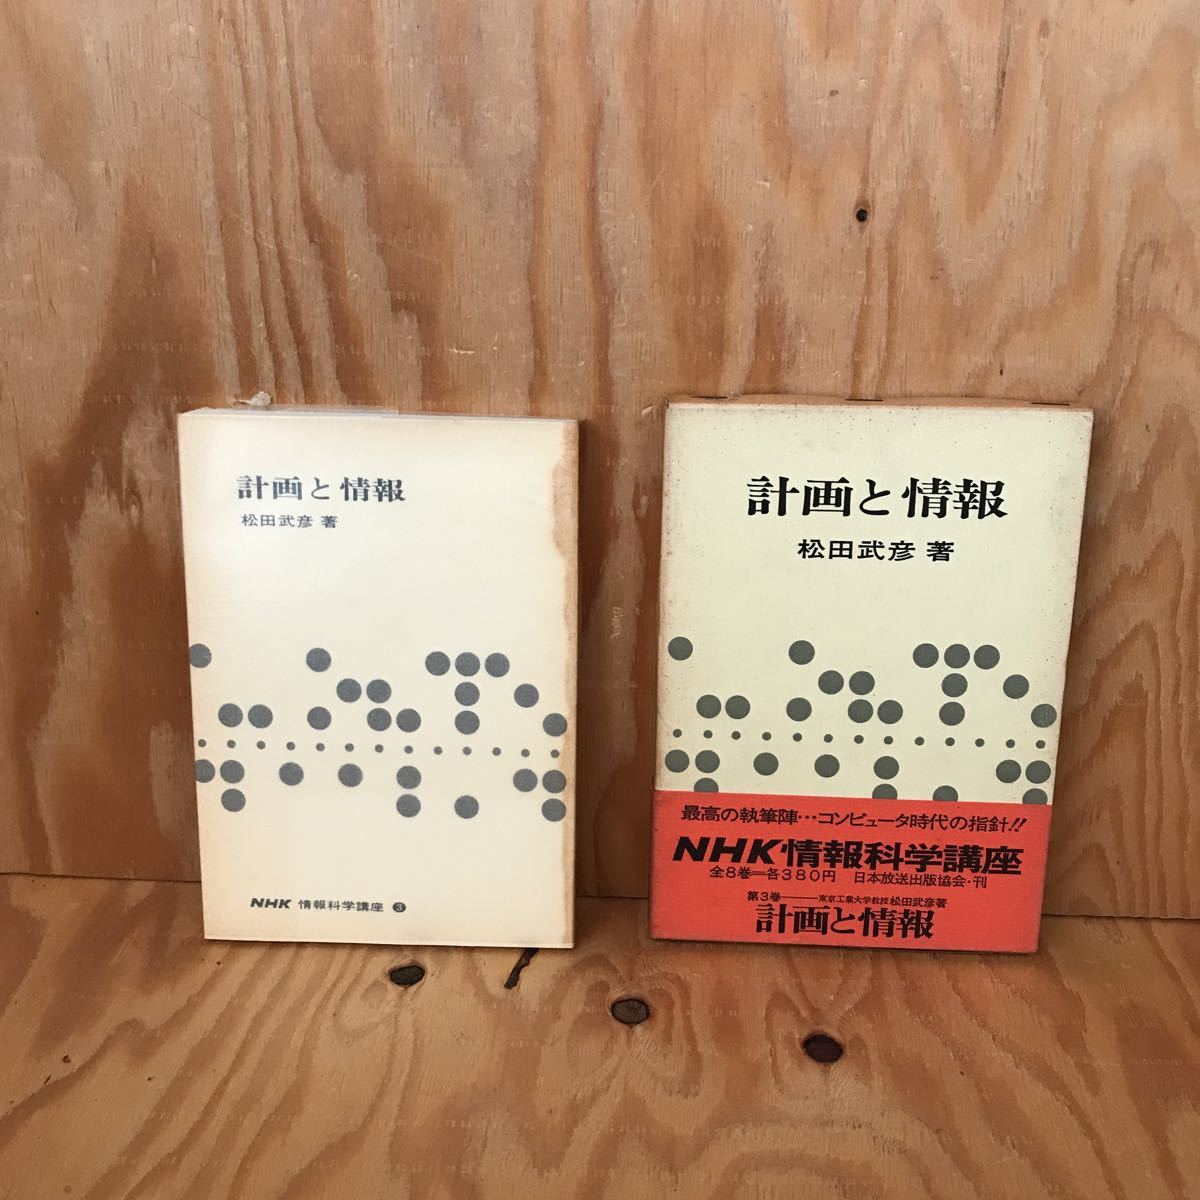 計画と情報
松田武彦 著
NHK 情報科学講座 3
計画と情報
松田武彦 著
最高の執筆陣…コンピュータ時代の指針!!
NHK情報科学講座
全8巻=各380円 日本放送出版協会・刊
第3巻――東京工業大学教授松田武彦著
計画と情報